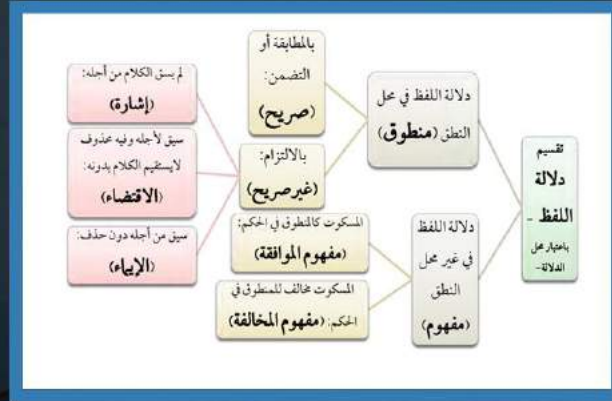 تقسيم
دلالة
اللفظ -
باعتبار محل
الدلالة-
دلالة اللفظ في محل
النطق (منطوق)
بالمطابقة أو
التضمن:
(صريح)
بالالتزام:
(غير صريح)
لم يسق الكلام من أجله:
(إشارة)
سيق لأجله وفيه محذوف
لايستقيم الكلام بدونه:
(الاقتضاء)
سيق من أجله دون حذف:
(الإيماء)
دلالة اللفظ
في غير محل
النطق
(مفهوم)
المسكوت كالمنطوق في الحكم:
(مفهوم الموافقة)
المسكوت مخالف للمنطوق في
الحكم: (مفهوم المخالفة)